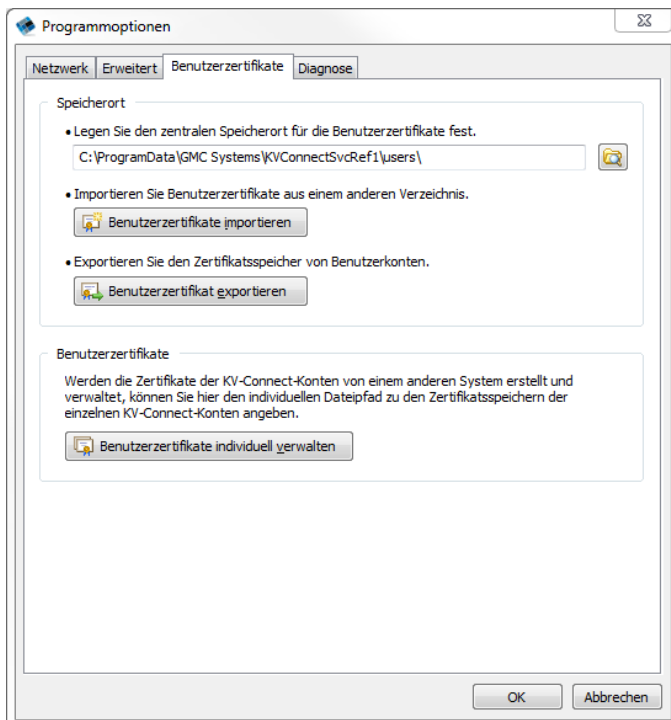 Programmoptionen
Netzwerk Erweitert Benutzerzertifikate Diagnose
Speicherort
• Legen Sie den zentralen Speicherort für die Benutzerzertifikate fest.
C:\ProgramData\GMC Systems\KVConnectSvcRef1\users\
• Importieren Sie Benutzerzertifikate aus einem anderen Verzeichnis.
Benutzerzertifikate importieren
• Exportieren Sie den Zertifikatsspeicher von Benutzerkonten.
Benutzerzertifikat exportieren
Benutzerzertifikate
Werden die Zertifikate der KV-Connect-Konten von einem anderen System erstellt und
verwaltet, können Sie hier den individuellen Dateipfad zu den Zertifikatsspeichern der
einzelnen KV-Connect-Konten angeben.
Benutzerzertifikate individuell verwalten
OK Abbrechen